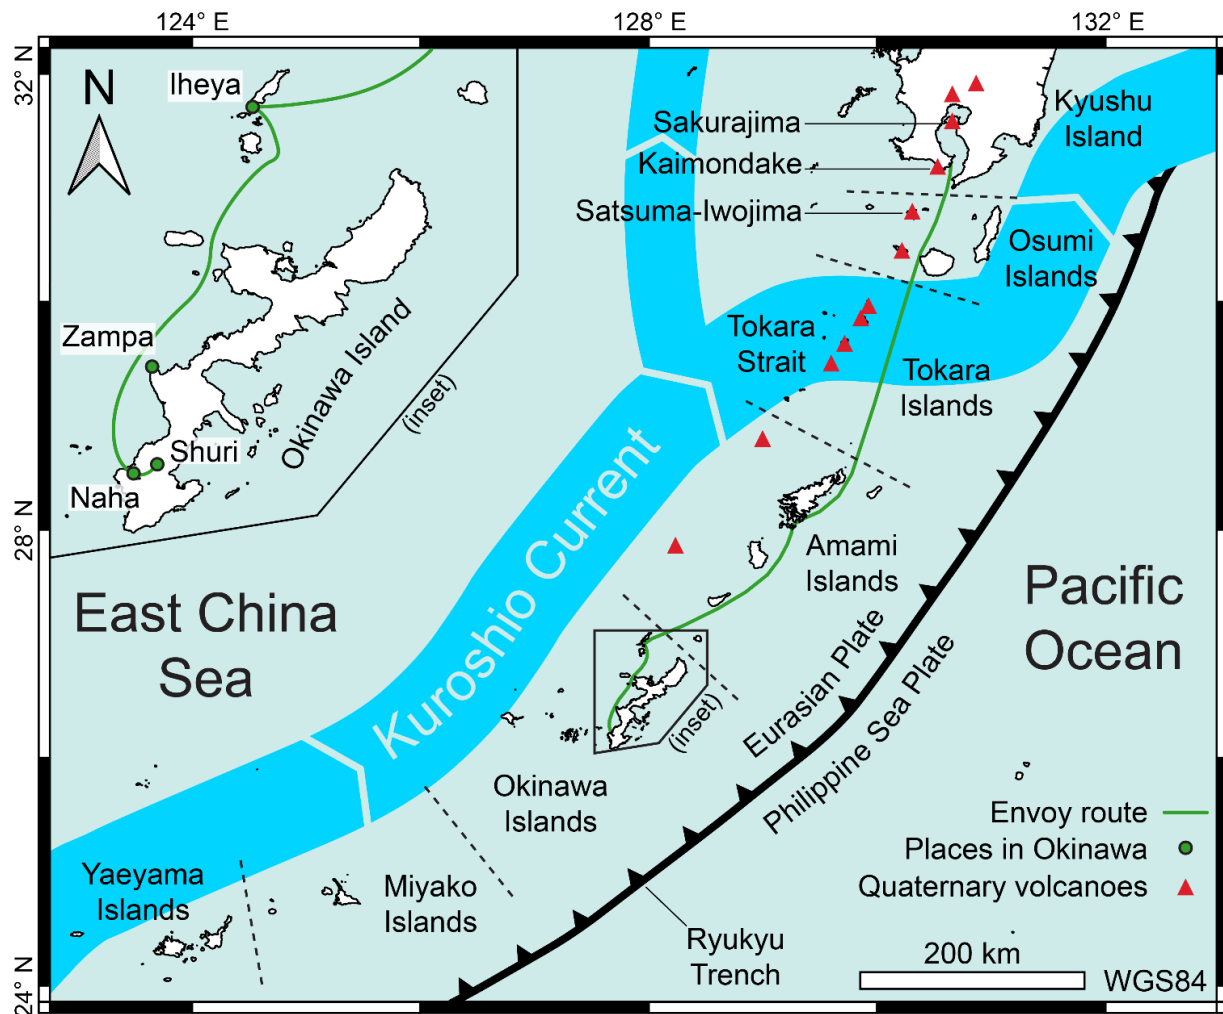 124° E
128° E
132° E
32° N
28° N
24° N
N
Iheya
Zampa
Shuri
Naha
Okinawa Island
(inset)
Sakurajima
Kaimondake
Satsuma-Iwojima
Kyushu
Island
Osumi
Islands
Tokara
Strait
Tokara
Islands
Kuroshio Current
Amami
Islands
East China
Sea
Pacific
Ocean
(inset)
Eurasian Plate
Philippine Sea Plate
Okinawa
Islands
Yaeyama
Islands
Miyako
Islands
Ryukyu
Trench
Envoy route
Places in Okinawa
Quaternary volcanoes
200 km
WGS84